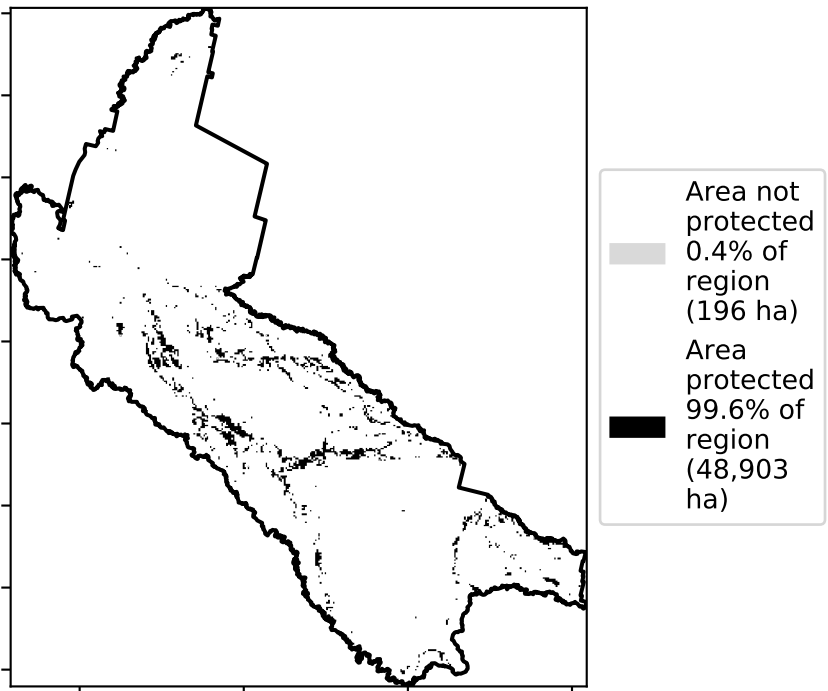 Area not
protected
0.4% of
region
(196 ha)
Area
protected
99.6% of
region
(48,903
ha)